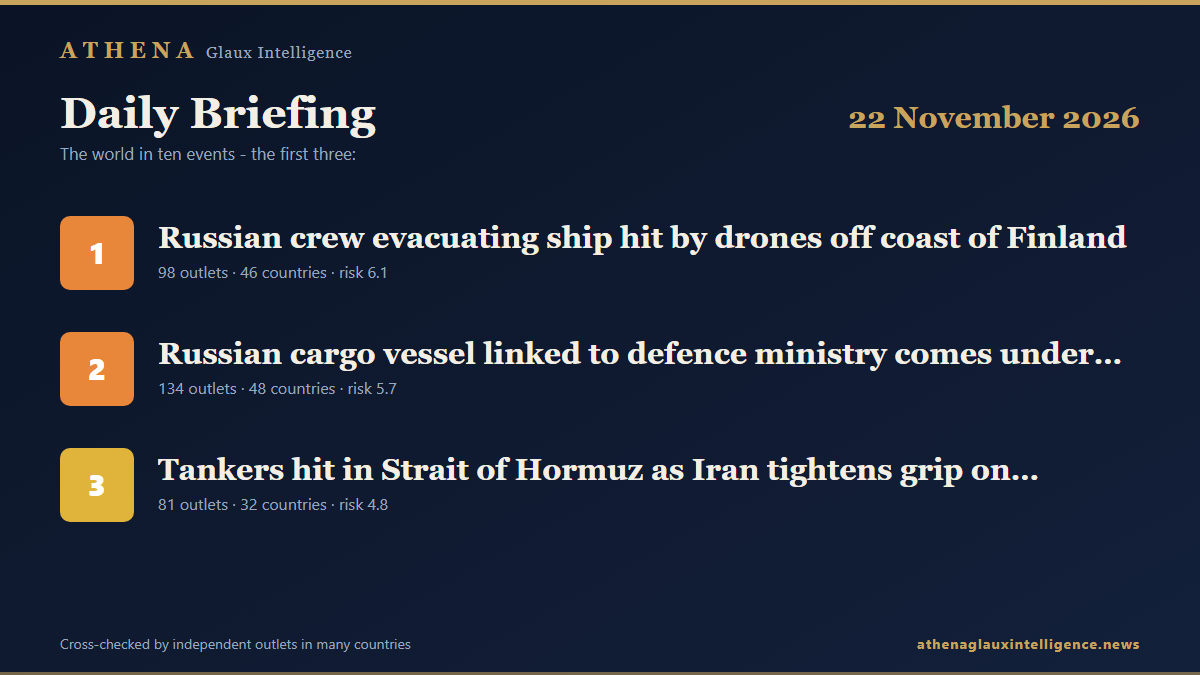 ATHENA Glaux Intelligence
Daily Briefing
22 November 2026
The world in ten events - the first three:
1
Russian crew evacuating ship hit by drones off coast of Finland
98 outlets · 46 countries · risk 6.1
2
Russian cargo vessel linked to defence ministry comes under...
134 outlets · 48 countries · risk 5.7
3
Tankers hit in Strait of Hormuz as Iran tightens grip on...
81 outlets · 32 countries · risk 4.8
Cross-checked by independent outlets in many countries
athenaglauxintelligence.news